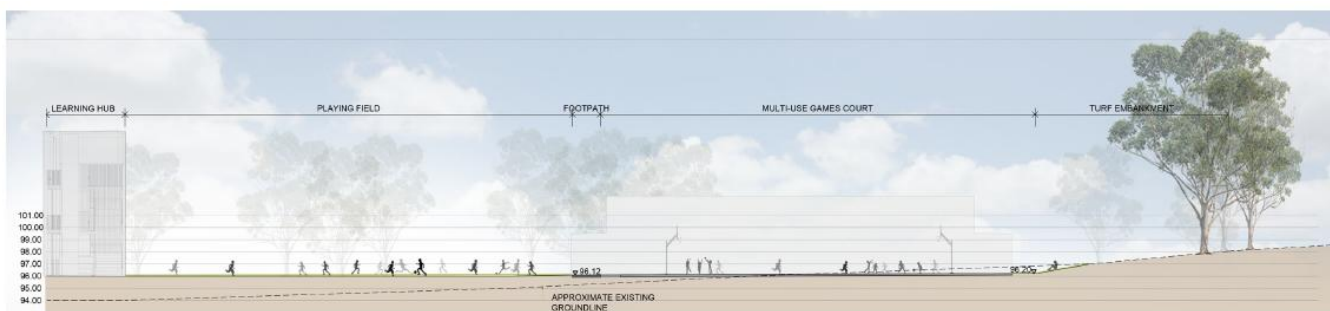 LEARNING HUB
PLAYING FIELD
FOOTPATH
MULTI-USE GAMES COURT
TURF EMBANKMENT
101.00
100.00
99.00
98.00
97.00
96.00
95.00
94.00
96.12
96.20
APPROXIMATE EXISTING
GROUNDLINE